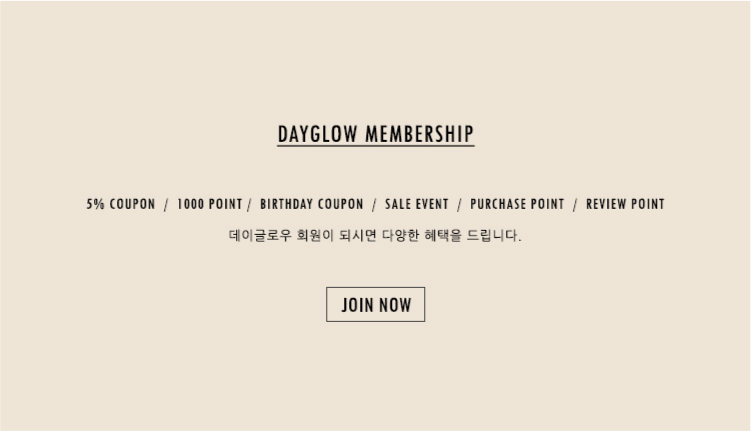 DAYGLOW MEMBERSHIP
5% COUPON / 1000 POINT / BIRTHDAY COUPON / SALE EVENT / PURCHASE POINT / REVIEW POINT
데이글로우 회원이 되시면 다양한 혜택을 드립니다.
JOIN NOW